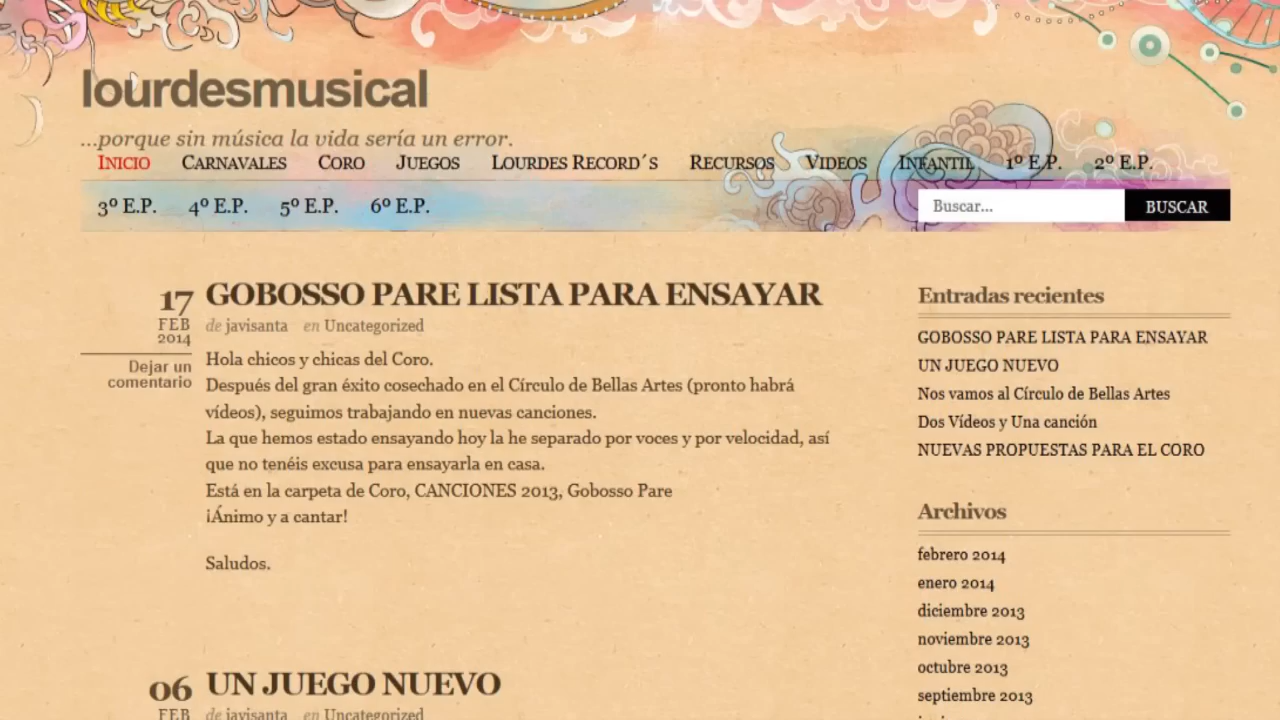 lourdesmusical
...porque sin música la vida sería un error.
INICIO CARNAVALES CORO JUEGOS LOURDES RECORD´S RECURSOS VIDEOS INFANTIL 1º E.P. 2º E.P.
3º E.P. 4º E.P. 5º E.P. 6º E.P.
Buscar... BUSCAR
17
FEB
2014
Dejar un
comentario
GOBOSSO PARE LISTA PARA ENSAYAR
de javisanta en Uncategorized
Hola chicos y chicas del Coro.
Después del gran éxito cosechado en el Círculo de Bellas Artes (pronto habrá
vídeos), seguimos trabajando en nuevas canciones.
La que hemos estado ensayando hoy la he separado por voces y por velocidad, así
que no tenéis excusa para ensayarla en casa.
Está en la carpeta de Coro, CANCIONES 2013, Gobosso Pare
¡Ánimo y a cantar!
Saludos.
06
FEB
UN JUEGO NUEVO
de javisanta en Uncategorized
Entradas recientes
GOBOSSO PARE LISTA PARA ENSAYAR
UN JUEGO NUEVO
Nos vamos al Círculo de Bellas Artes
Dos Vídeos y Una canción
NUEVAS PROPUESTAS PARA EL CORO
Archivos
febrero 2014
enero 2014
diciembre 2013
noviembre 2013
octubre 2013
septiembre 2013